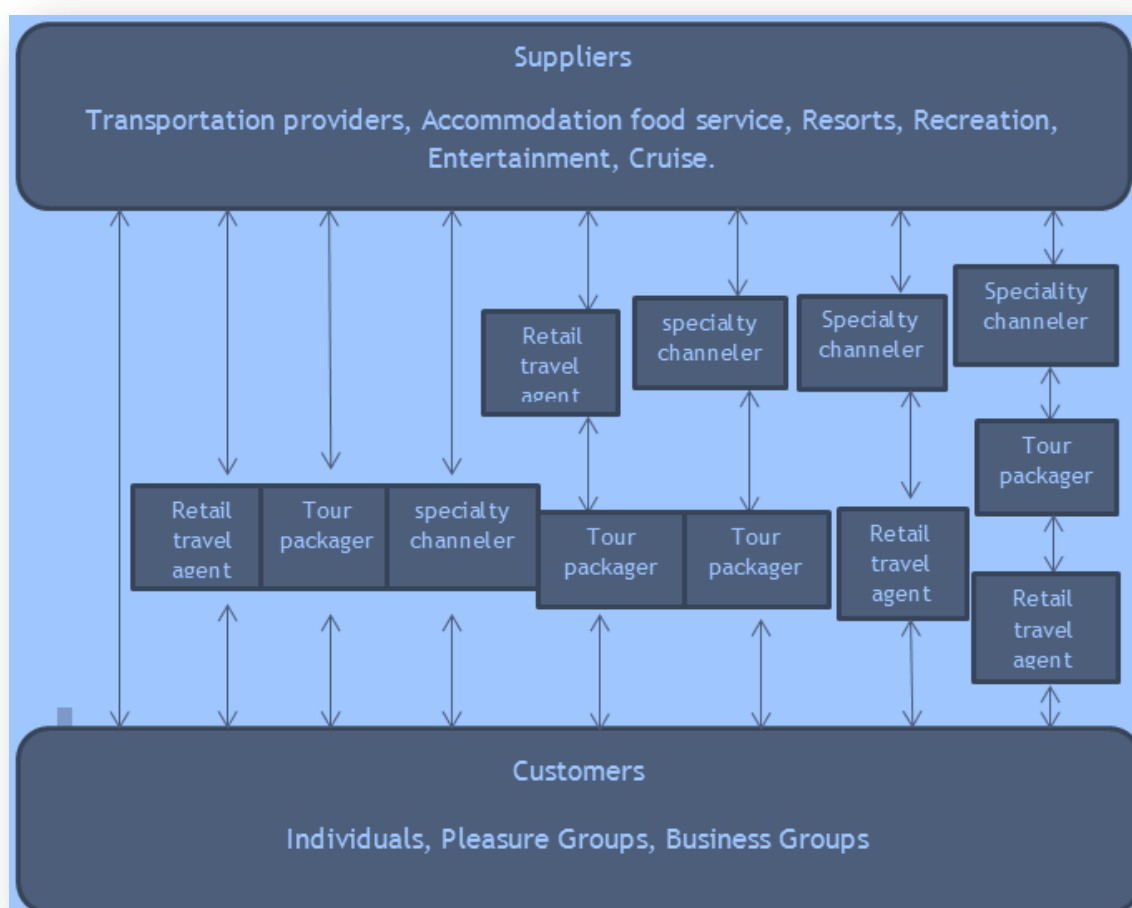 Suppliers
Transportation providers, Accommodation food service, Resorts, Recreation,
Entertainment, Cruise.
Retail
travel
agent
specialty
channeler
Specialty
channeler
Speciality
channeler
Tour
packager
Retail
travel
agent
Tour
packager
specialty
channeler
Tour
packager
Tour
packager
Retail
travel
agent
Retail
travel
agent
Customers
Individuals, Pleasure Groups, Business Groups